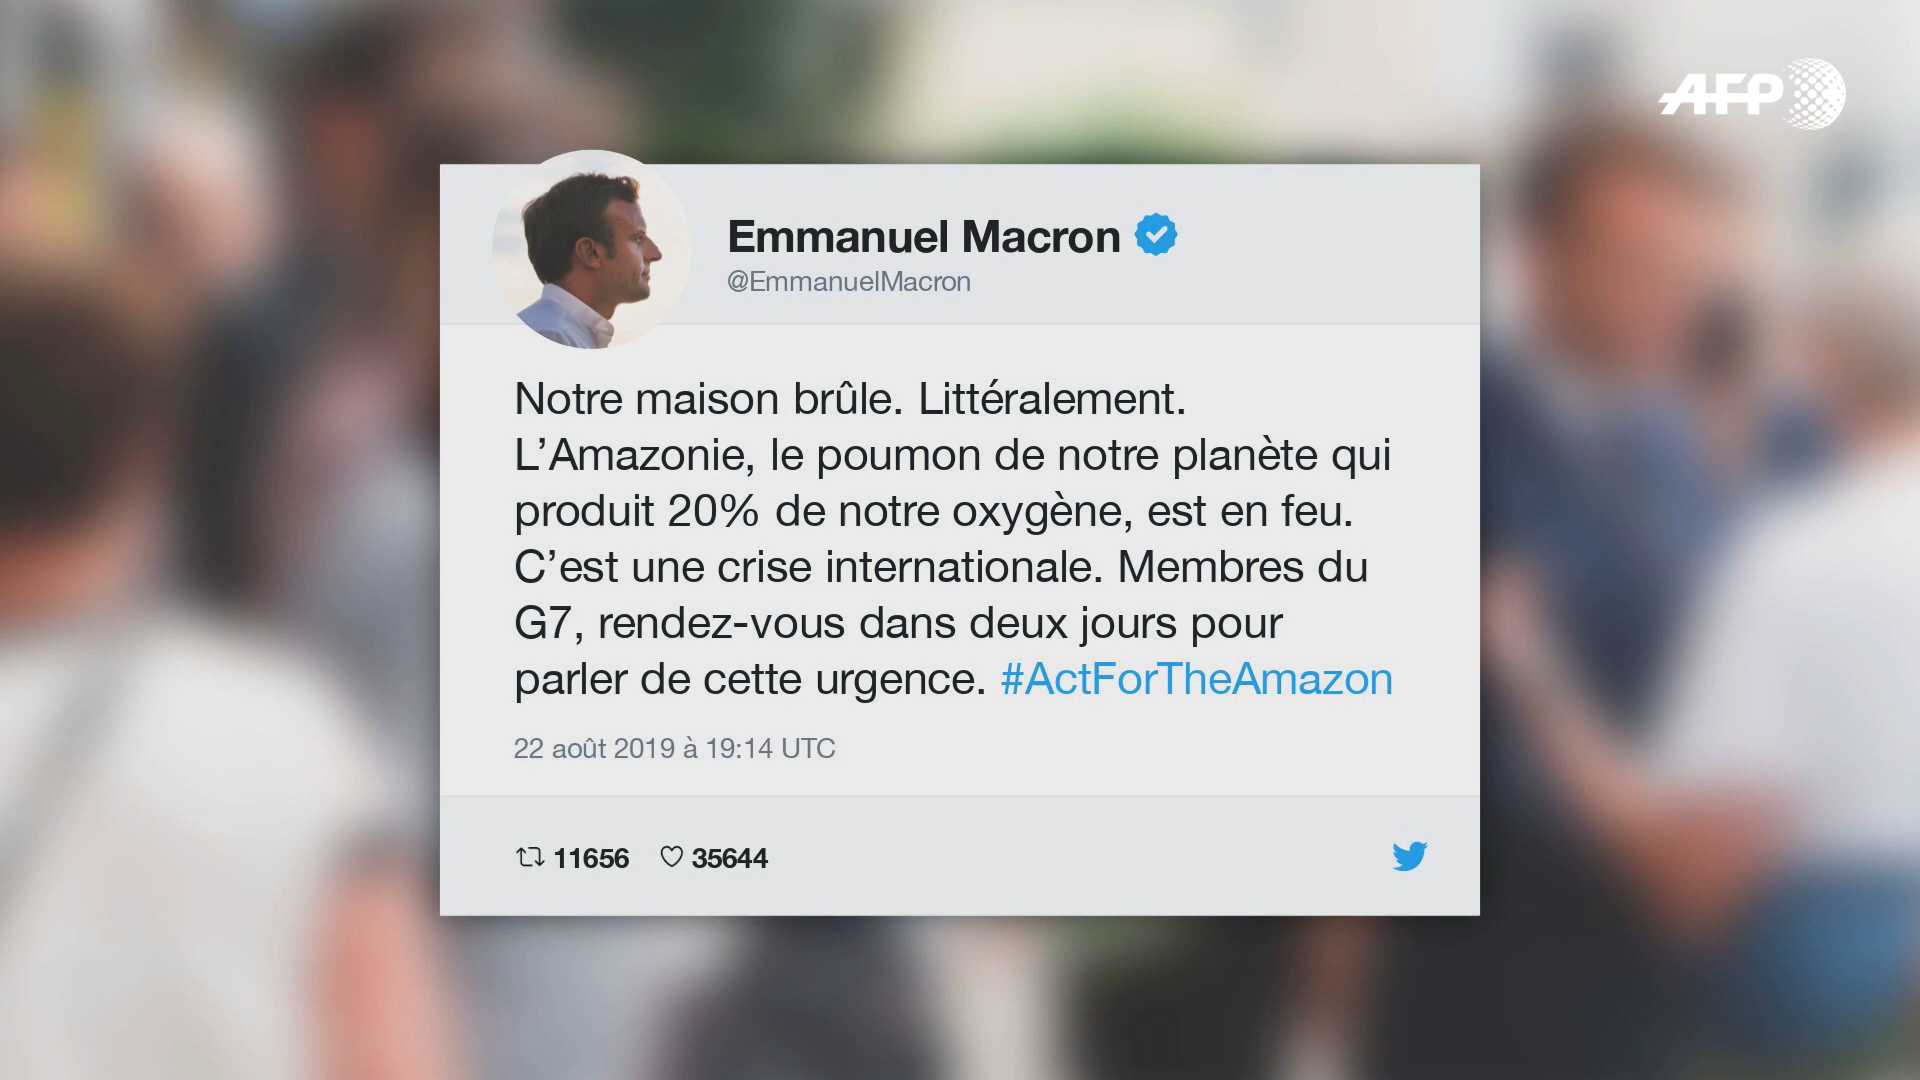 AFP
Emmanuel Macron
@EmmanuelMacron
Notre maison brûle. Littéralement.
L’Amazonie, le poumon de notre planète qui
produit 20% de notre oxygène, est en feu.
C’est une crise internationale. Membres du
G7, rendez-vous dans deux jours pour
parler de cette urgence. #ActForTheAmazon
22 août 2019 à 19:14 UTC
11656 35644